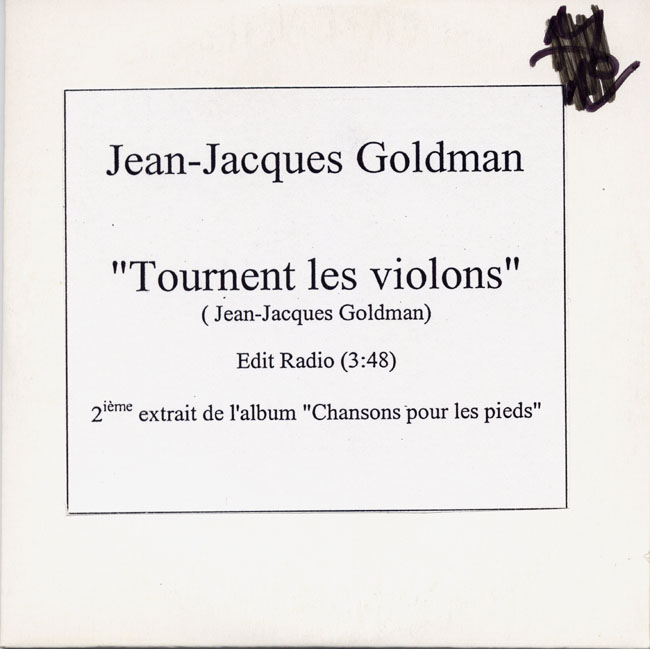 Jean-Jacques Goldman
"Tournent les violons"
( Jean-Jacques Goldman)
Edit Radio (3:48)
2ième extrait de l'album "Chansons pour les pieds"